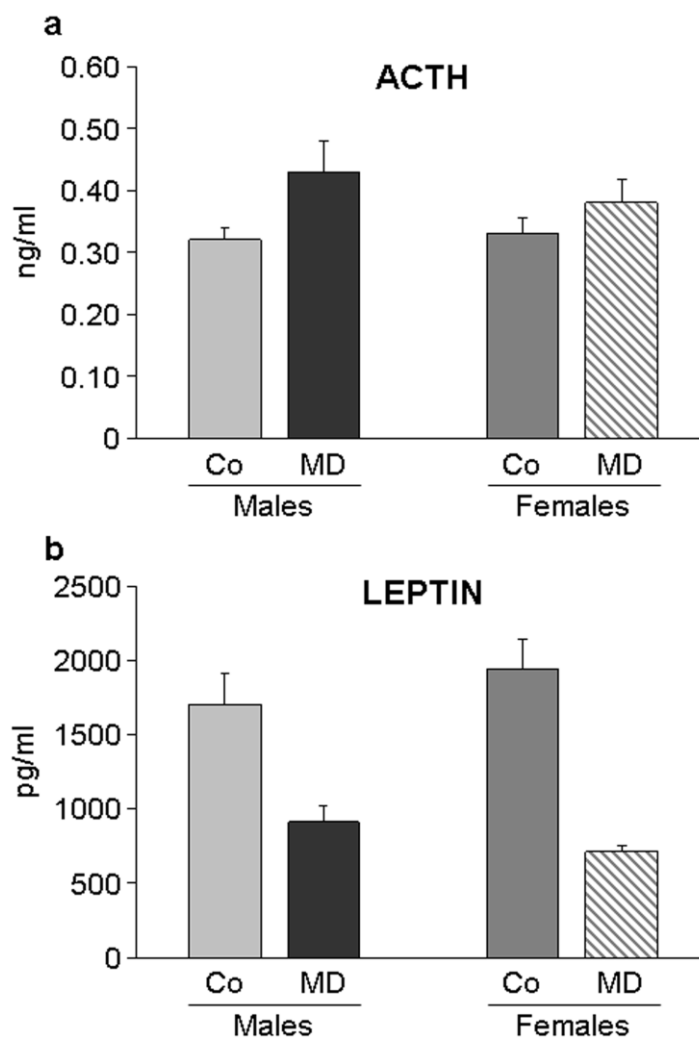 a
ACTH
0.60
0.50
0.40
0.30
0.20
0.10
0
ng/ml
Co MD Co MD
Males Females
b
LEPTIN
2500
2000
1500
1000
500
0
pg/ml
Co MD Co MD
Males Females